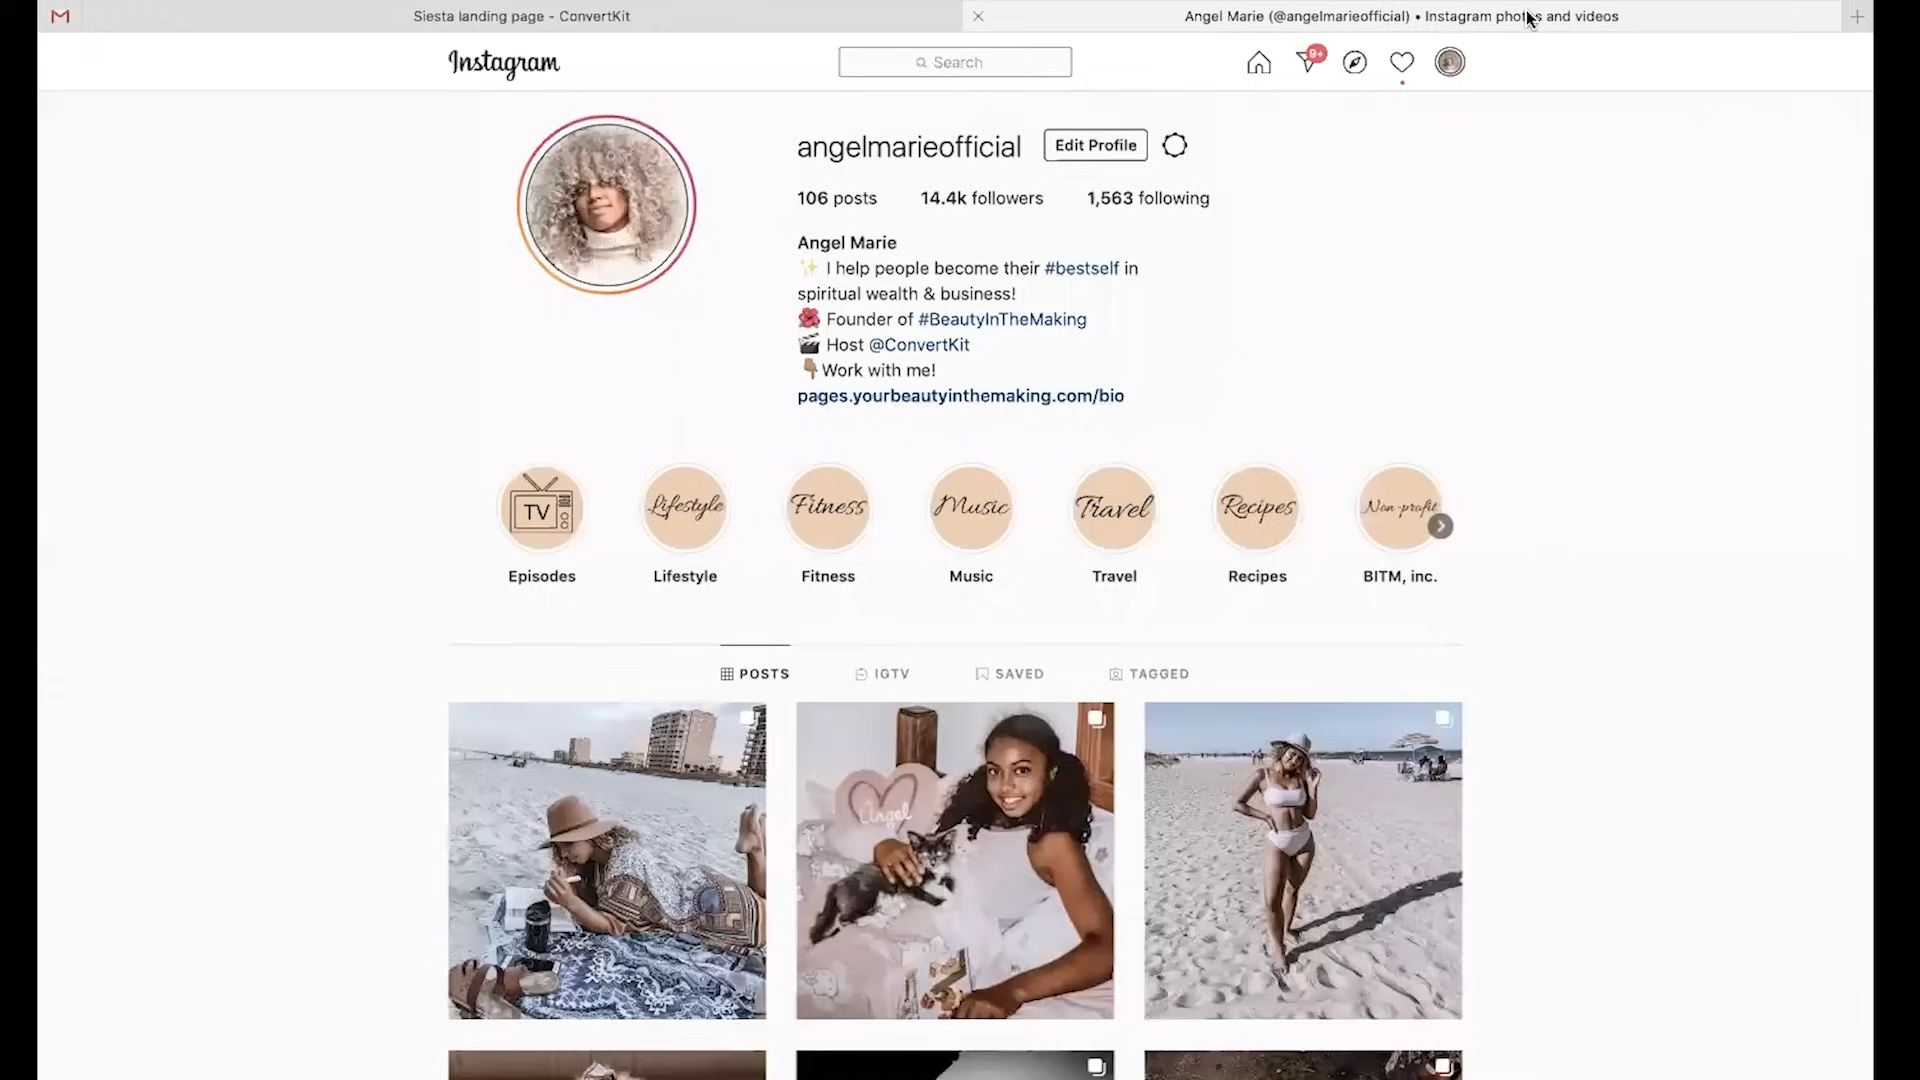 Siesta landing page - ConvertKit
Angel Marie (@angelmarieofficial) • Instagram photos and videos
Instagram
Search
9+
angelmarieofficial
Edit Profile
106 posts 14.4k followers 1,563 following
Angel Marie
✨ I help people become their #bestself in
spiritual wealth & business!
🌺 Founder of #BeautyInTheMaking
🎬 Host @ConvertKit
👇🏽Work with me!
pages.yourbeautyinthemaking.com/bio
TV
Lifestyle
Fitness
Music
Travel
Recipes
Non-profit
Episodes
Lifestyle
Fitness
Music
Travel
Recipes
BITM, inc.
POSTS
IGTV
SAVED
TAGGED
Angel